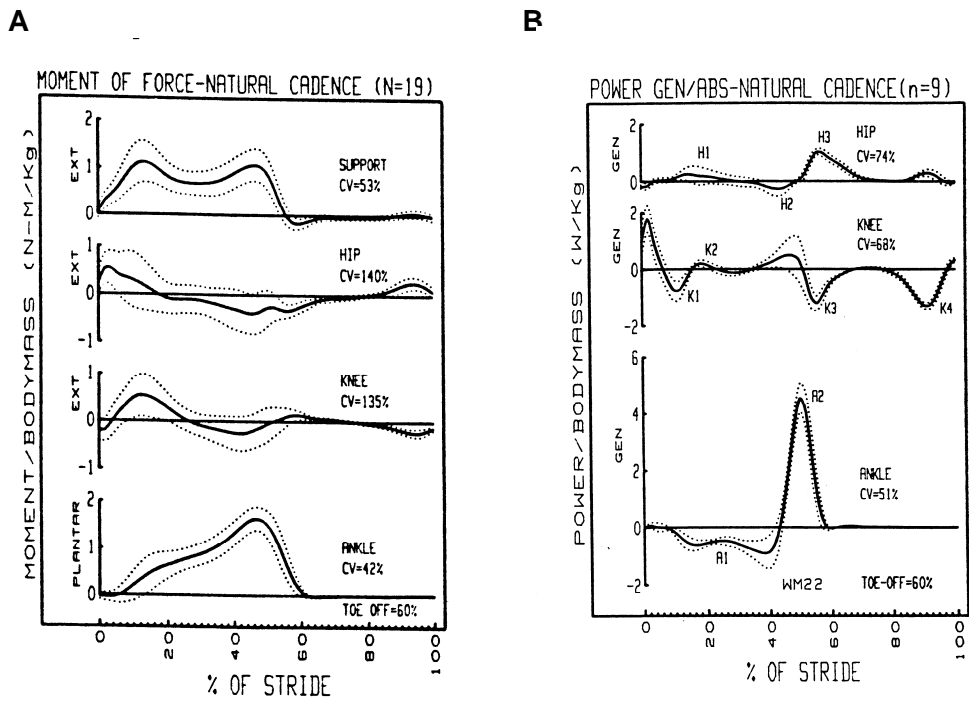 A
MOMENT OF FORCE-NATURAL CADENCE (N=19)
MOMENT/BODYMASS (N-M/Kg)
EXT
2
1
0
SUPPORT
CV=53%
EXT
1
0
-1
HIP
CV=140%
EXT
1
0
-1
KNEE
CV=135%
PLANTAR
2
1
0
ANKLE
CV=42%
TOE OFF=60%
0 20 40 60 80 100
% OF STRIDE
B
POWER GEN/ABS-NATURAL CADENCE(n=9)
POWER/BODYMASS (W/Kg)
GEN
2
0
H1
H2
H3
HIP
CV=74%
GEN
2
0
-2
K1
K2
K3
K4
KNEE
CV=68%
GEN
6
4
2
0
-2
A1
A2
ANKLE
CV=51%
WM22
TOE-OFF=60%
0 20 40 60 80 100
% OF STRIDE